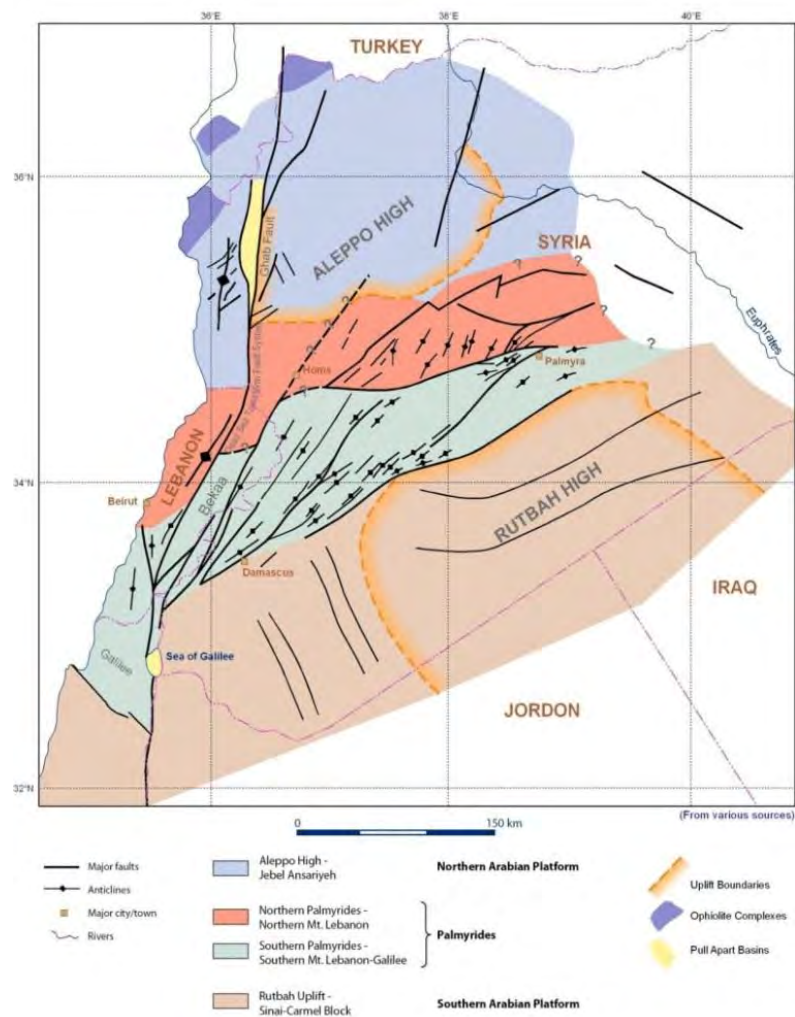 36°E
38°E
40°E
TURKEY
36°N
Ghab Fault
ALEPPO HIGH
SYRIA
?
?
?
?
Euphrates
?
?
Homs
Palmyra
?
LEBANON
?
?
Beirut
34°N
Bekaa
RUTBAH HIGH
Damascus
IRAQ
Galilee
Sea of Galilee
JORDON
32°N
(From various sources)
0 150 km
Major faults
Anticlines
Major city/town
Rivers
Aleppo High -
Jebel Ansariyeh
Northern Arabian Platform
Northern Palmyrides -
Northern Mt. Lebanon
Southern Palmyrides -
Southern Mt. Lebanon-Galilee
Palmyrides
Rutbah Uplift -
Sinai-Carmel Block
Southern Arabian Platform
Uplift Boundaries
Ophiolite Complexes
Pull Apart Basins